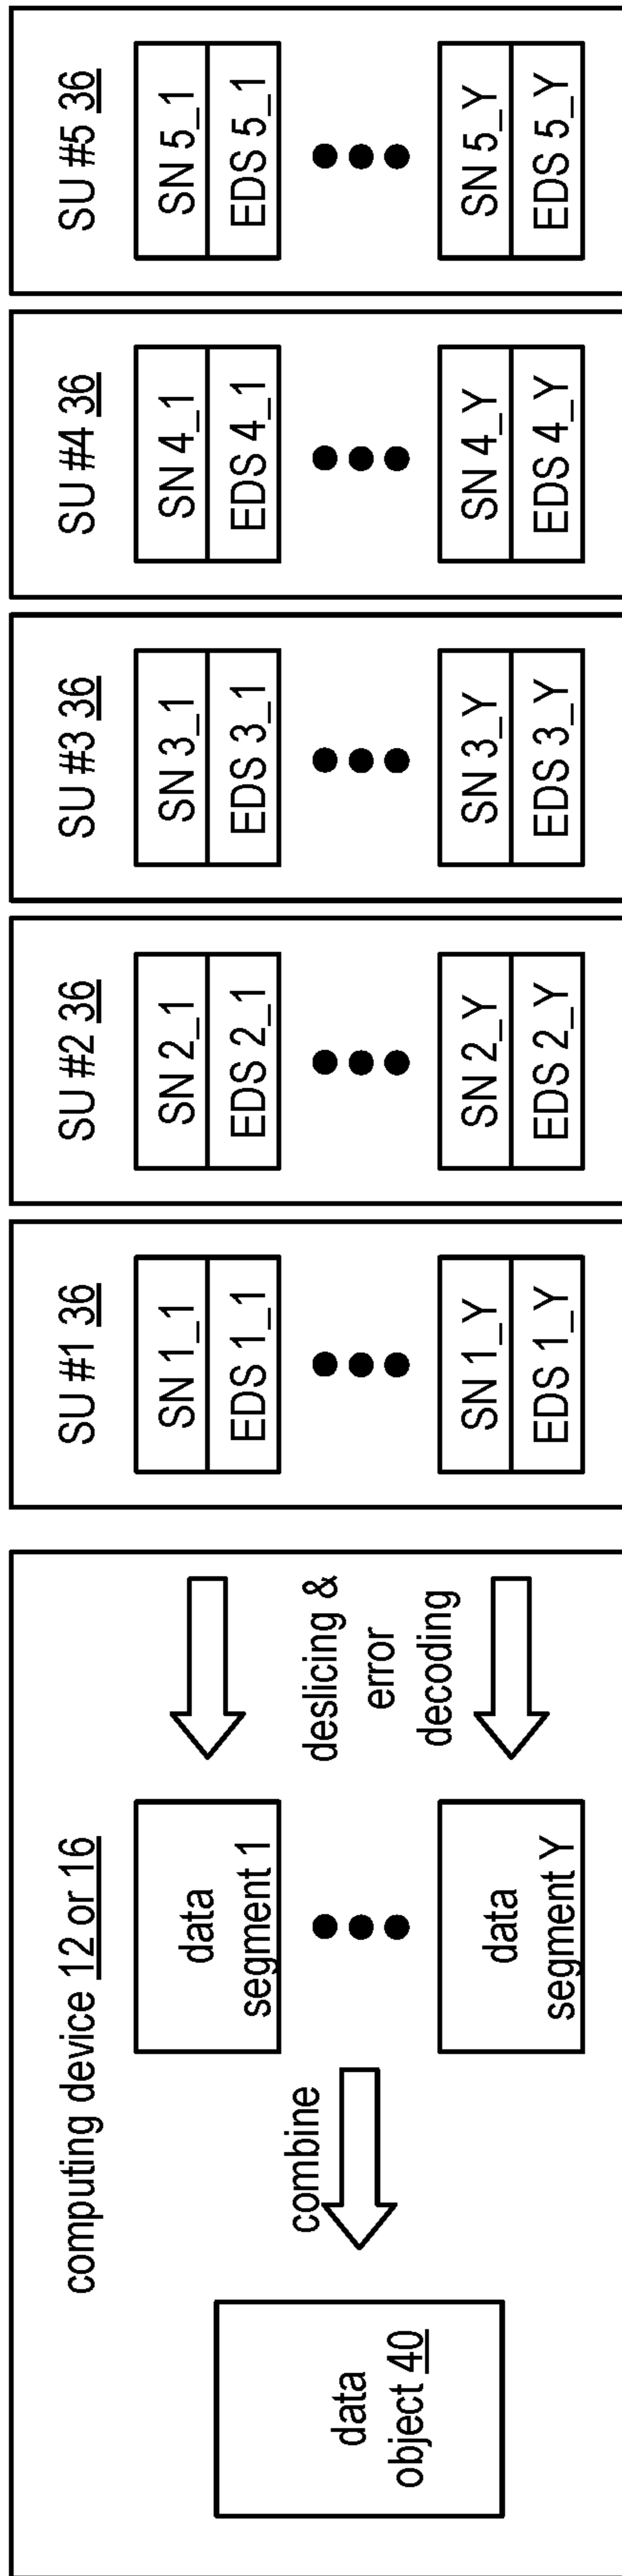 computing device 12 or 16
data
object 40
combine
data
segment 1
data
segment Y
deslicing &
error
decoding
SU #1 36
SN 1_1
EDS 1_1
SN 1_Y
EDS 1_Y
SU #2 36
SN 2_1
EDS 2_1
SN 2_Y
EDS 2_Y
SU #3 36
SN 3_1
EDS 3_1
SN 3_Y
EDS 3_Y
SU #4 36
SN 4_1
EDS 4_1
SN 4_Y
EDS 4_Y
SU #5 36
SN 5_1
EDS 5_1
SN 5_Y
EDS 5_Y